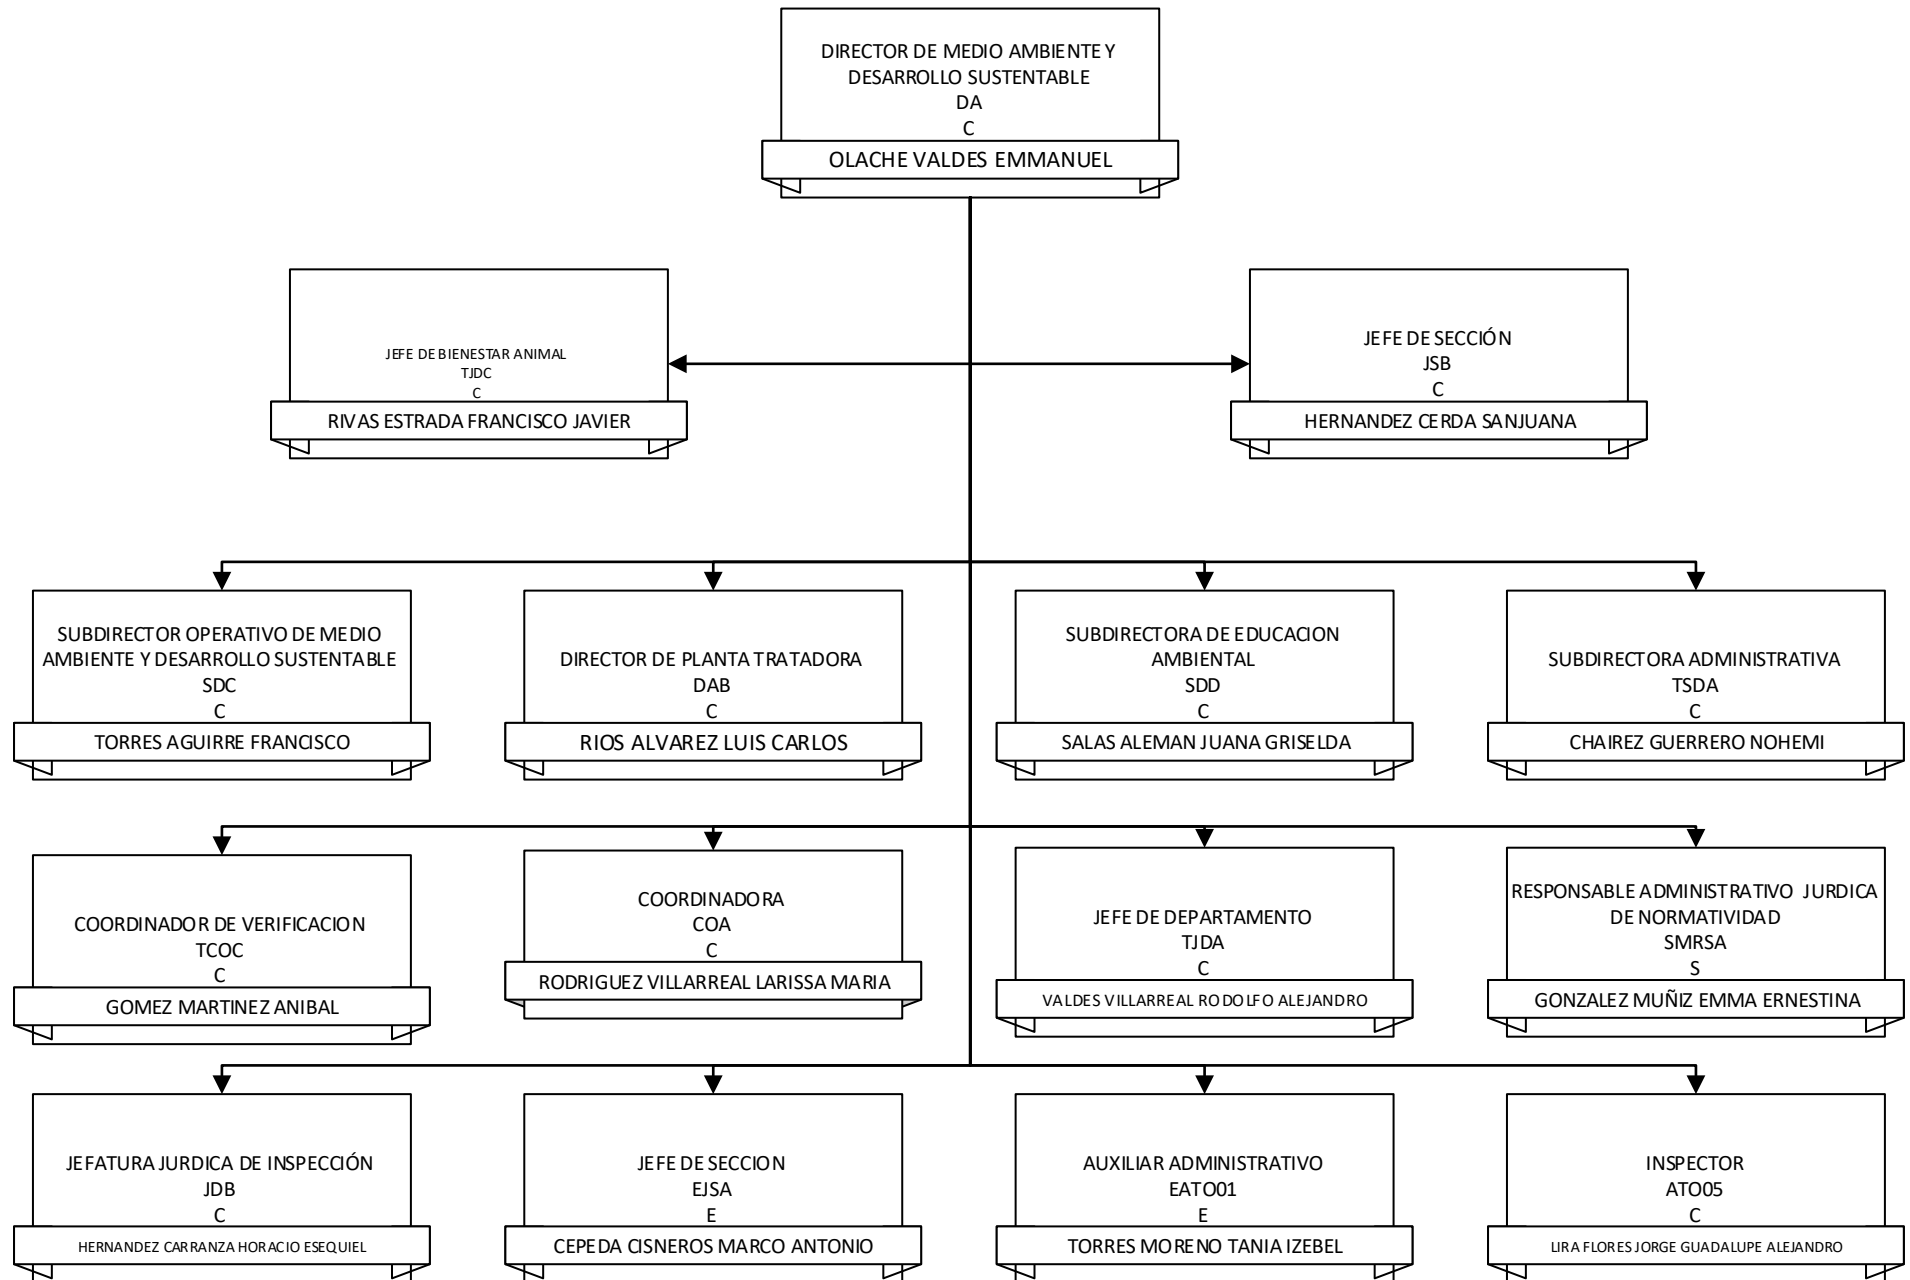 DIRECTOR DE MEDIO AMBIENTE Y
DESARROLLO SUSTENTABLE
DA
C
OLACHE VALDES EMMANUEL
JEFE DE BIENESTAR ANIMAL
TJDC
C
RIVAS ESTRADA FRANCISCO JAVIER
JEFE DE SECCIÓN
JSB
C
HERNANDEZ CERDA SANJUANA
SUBDIRECTOR OPERATIVO DE MEDIO
AMBIENTE Y DESARROLLO SUSTENTABLE
SDC
C
TORRES AGUIRRE FRANCISCO
DIRECTOR DE PLANTA TRATADORA
DAB
C
RIOS ALVAREZ LUIS CARLOS
SUBDIRECTORA DE EDUCACION
AMBIENTAL
SDD
C
SALAS ALEMAN JUANA GRISELDA
SUBDIRECTORA ADMINISTRATIVA
TSDA
C
CHAIREZ GUERRERO NOHEMI
COORDINADOR DE VERIFICACION
TCOC
C
GOMEZ MARTINEZ ANIBAL
COORDINADORA
COA
C
RODRIGUEZ VILLARREAL LARISSA MARIA
JEFE DE DEPARTAMENTO
TJDA
C
VALDES VILLARREAL RODOLFO ALEJANDRO
RESPONSABLE ADMINISTRATIVO JURDICA
DE NORMATIVIDAD
SMRSA
S
GONZALEZ MUÑIZ EMMA ERNESTINA
JEFATURA JURDICA DE INSPECCIÓN
JDB
C
HERNANDEZ CARRANZA HORACIO ESEQUIEL
JEFE DE SECCION
EJSA
E
CEPEDA CISNEROS MARCO ANTONIO
AUXILIAR ADMINISTRATIVO
EATO01
E
TORRES MORENO TANIA IZEBEL
INSPECTOR
ATO05
C
LIRA FLORES JORGE GUADALUPE ALEJANDRO